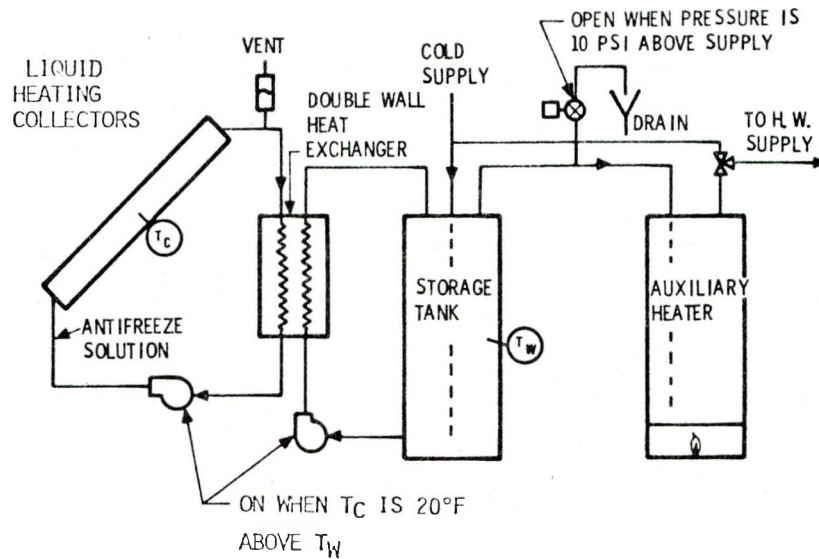 OPEN WHEN PRESSURE IS
10 PSI ABOVE SUPPLY
VENT
COLD
SUPPLY
LIQUID
HEATING
COLLECTORS
DOUBLE WALL
HEAT
EXCHANGER
DRAIN
TO H. W.
SUPPLY
TC
STORAGE
TANK
AUXILIARY
HEATER
ANTIFREEZE
SOLUTION
TW
ON WHEN TC IS 20°F
ABOVE TW